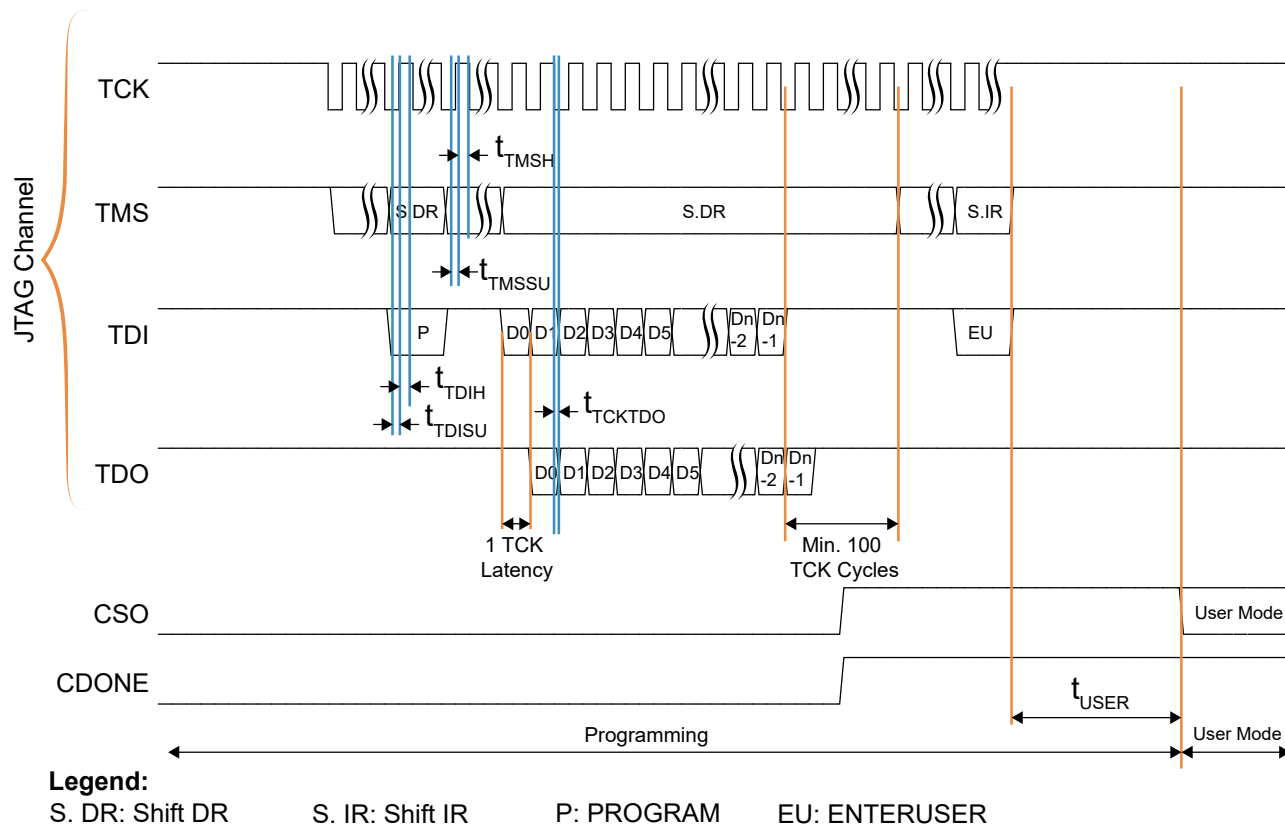 JTAG Channel
TCK
t TMSH
TMS
S.DR
S.DR
S.IR
t TMSSU
TDI
P
D0 D1 D2 D3 D4 D5 Dn-2 Dn-1
EU
t TDIH
t TCKTDO
t TDISU
TDO
D0 D1 D2 D3 D4 D5 Dn-2 Dn-1
1 TCK
Latency
Min. 100
TCK Cycles
CSO
User Mode
CDONE
t USER
Programming
User Mode
Legend:
S. DR: Shift DR S. IR: Shift IR P: PROGRAM EU: ENTERUSER